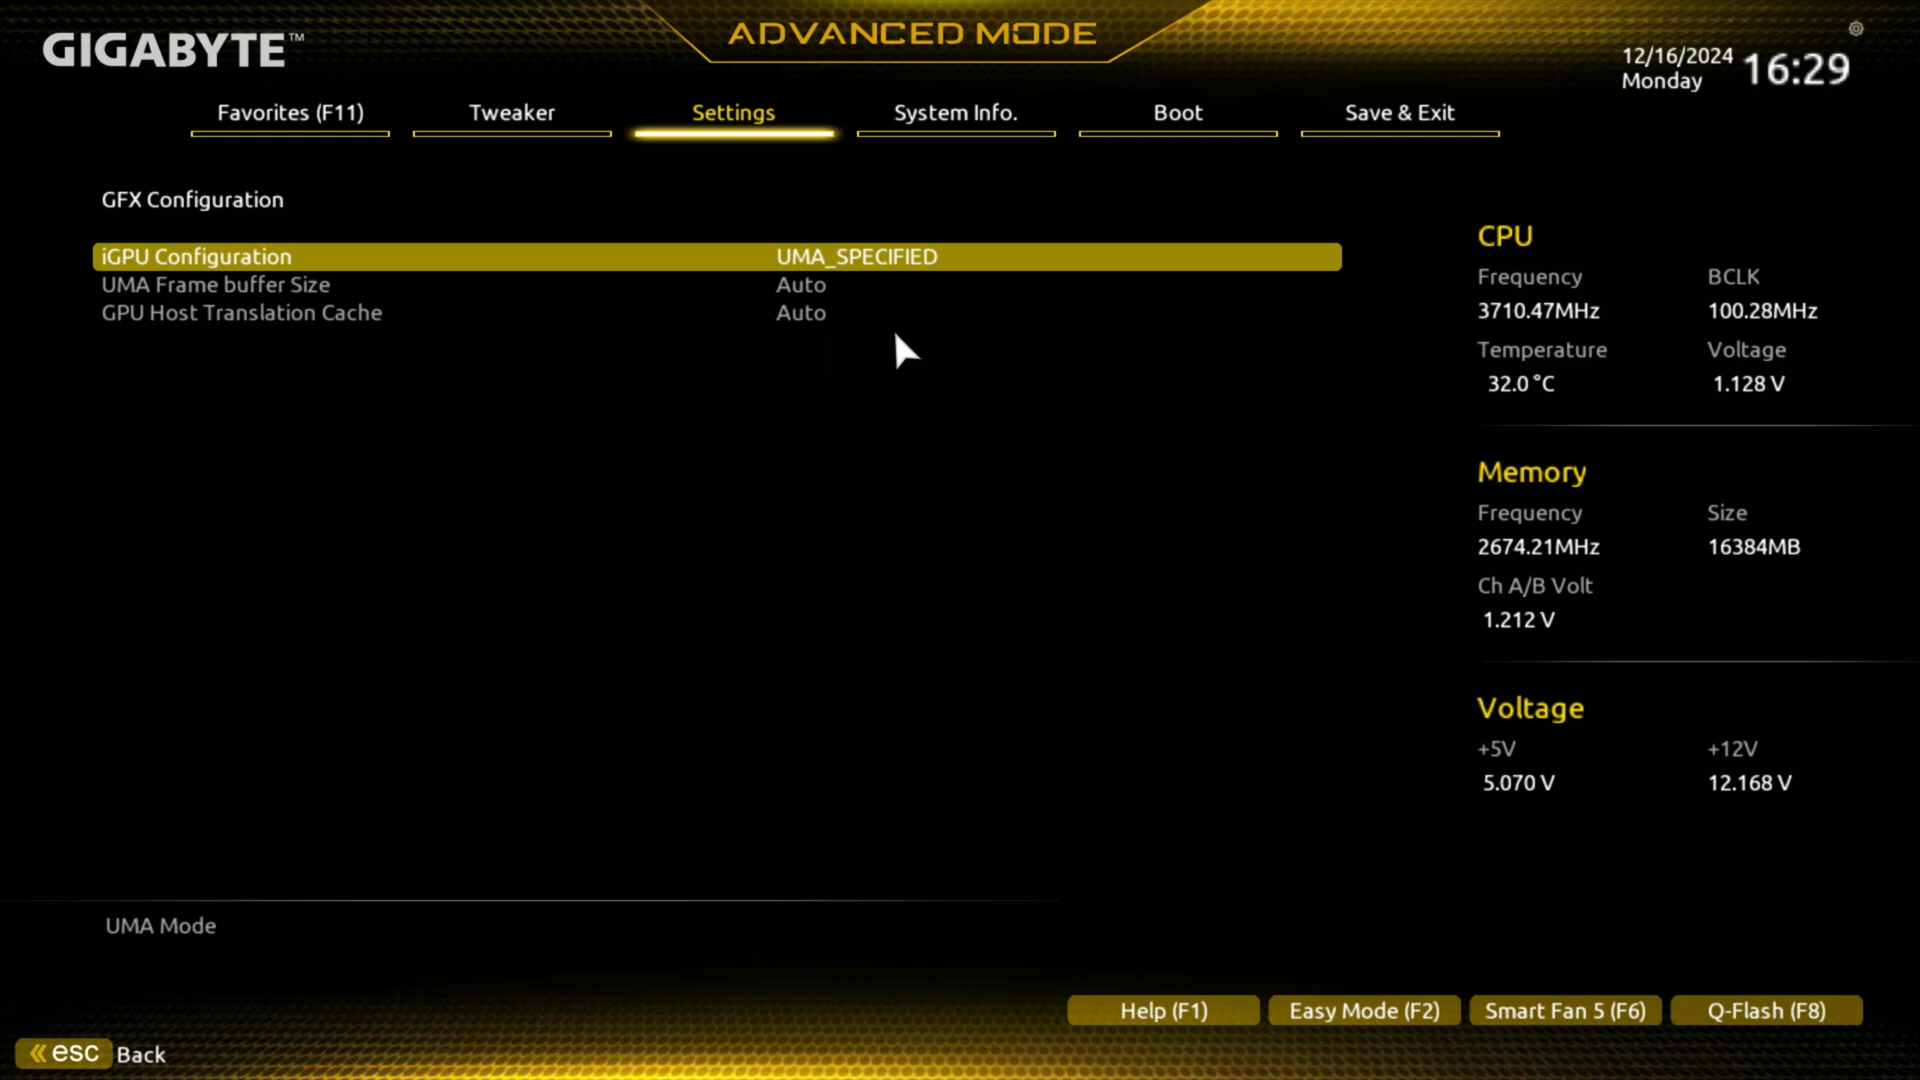 GIGABYTE™
ADVANCED MODE
12/16/2024
Monday
16:29
Favorites (F11)
Tweaker
Settings
System Info.
Boot
Save & Exit
GFX Configuration
iGPU Configuration UMA_SPECIFIED
UMA Frame buffer Size Auto
GPU Host Translation Cache Auto
CPU
Frequency BCLK
3710.47MHz 100.28MHz
Temperature Voltage
32.0 °C 1.128 V
Memory
Frequency Size
2674.21MHz 16384MB
Ch A/B Volt
1.212 V
Voltage
+5V +12V
5.070 V 12.168 V
UMA Mode
Help (F1)
Easy Mode (F2)
Smart Fan 5 (F6)
Q-Flash (F8)
esc Back